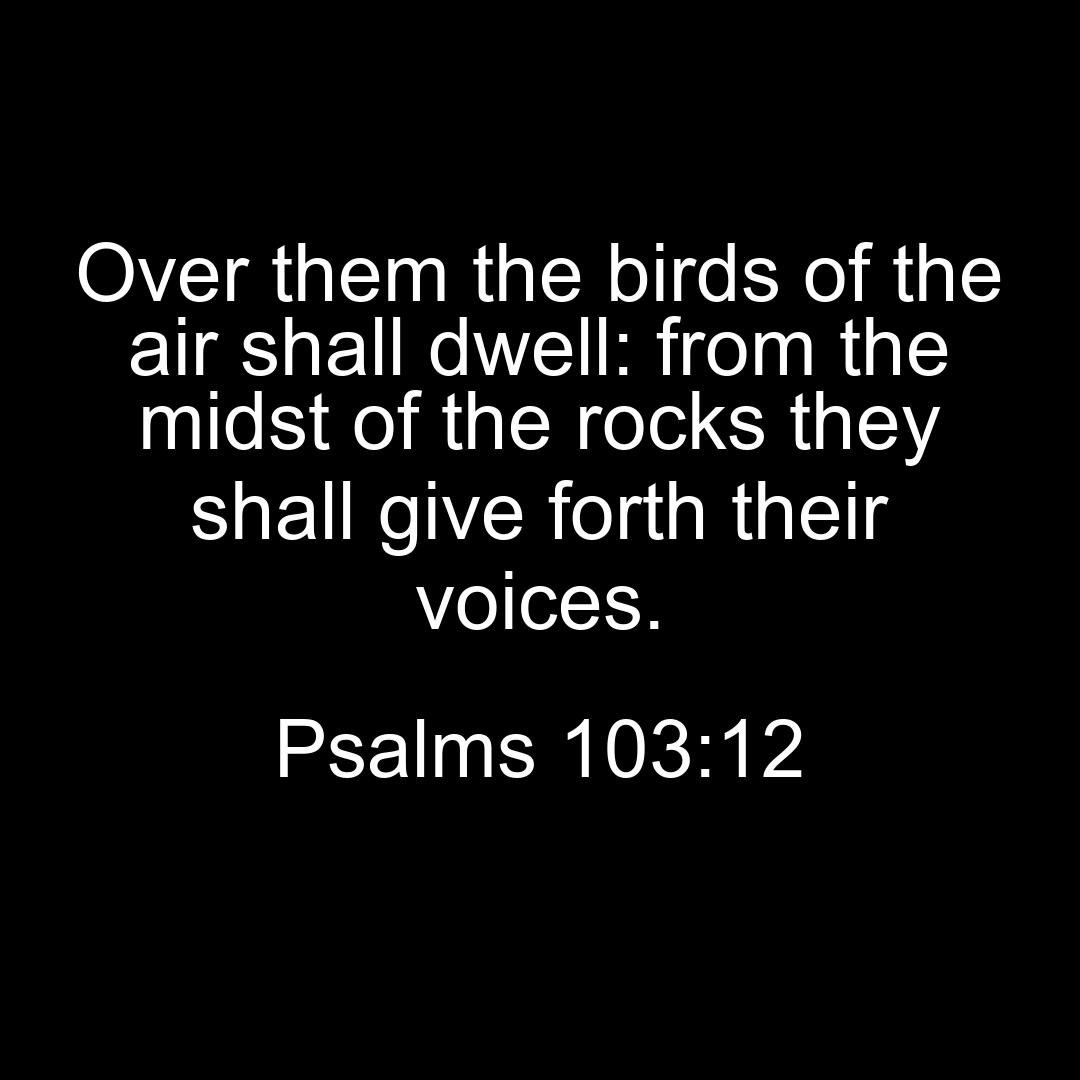 Over them the birds of the
air shall dwell: from the
midst of the rocks they
shall give forth their
voices.
Psalms 103:12